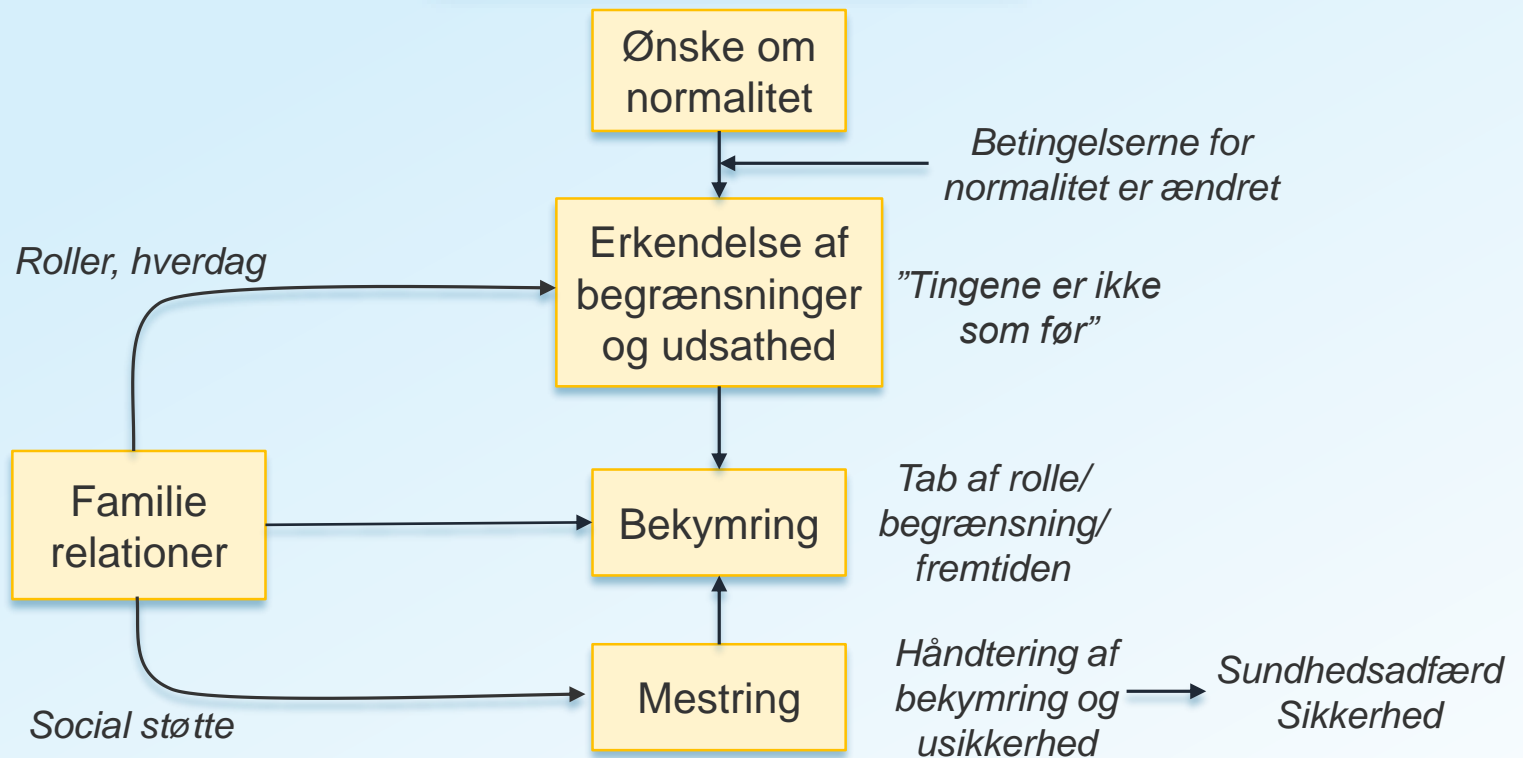 Ønske om
normalitet
Betingelserne for
normalitet er ændret
Erkendelse af
begrænsninger
og udsathed
Roller, hverdag
”Tingene er ikke
som før”
Familie
relationer
Bekymring
Tab af rolle/
begrænsning/
fremtiden
Mestring
Håndtering af
bekymring og
usikkerhed
Sundhedsadfærd
Sikkerhed
Social støtte